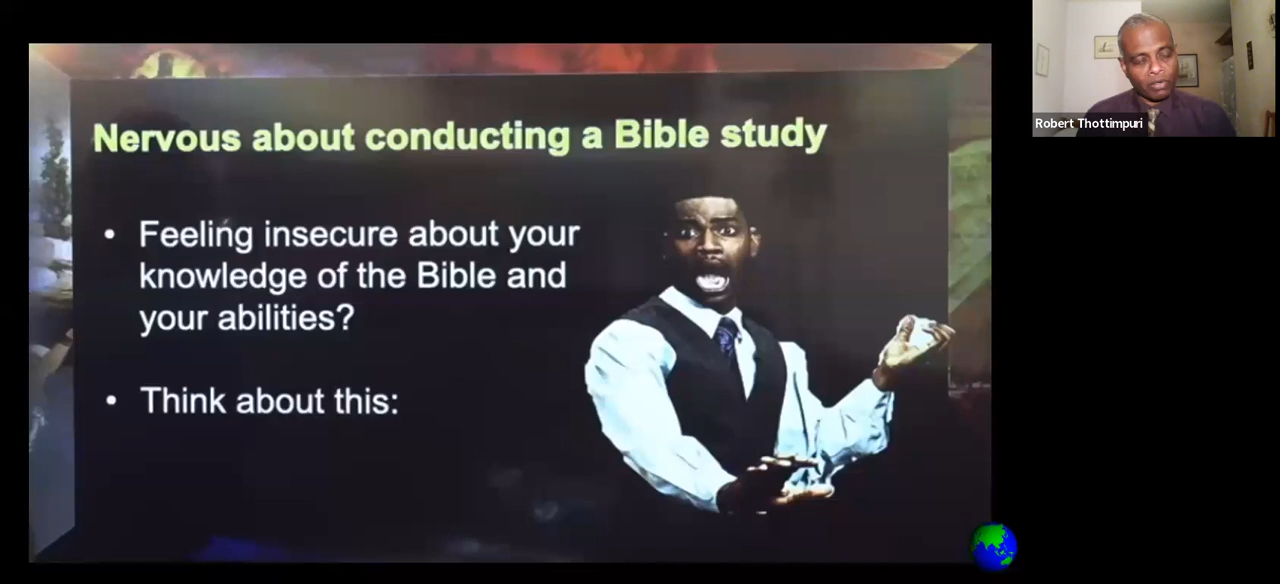 Nervous about conducting a Bible study
• Feeling insecure about your
knowledge of the Bible and
your abilities?
• Think about this:
Robert Thottimpuri